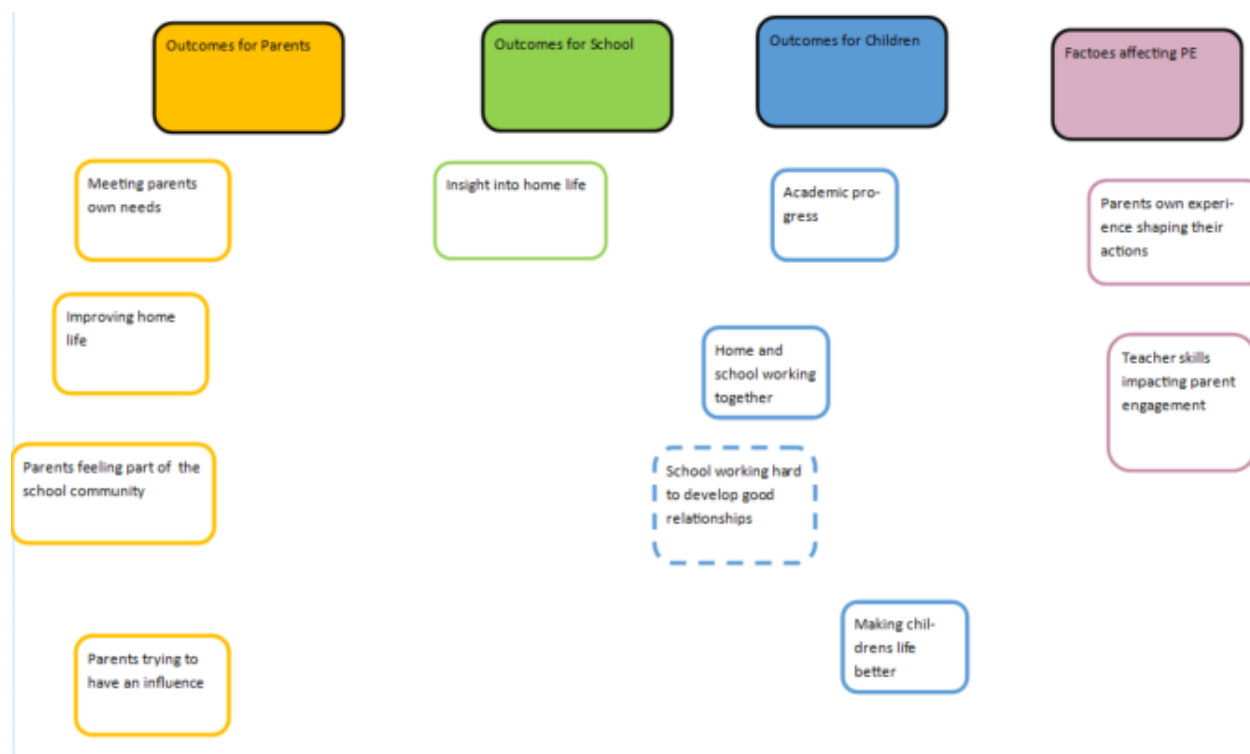 Outcomes for Parents
Outcomes for School
Outcomes for Children
Factoes affecting PE
Meeting parents
own needs
Insight into home life
Academic pro-
gress
Parents own experi-
ence shaping their
actions
Improving home
life
Home and
school working
together
Teacher skills
impacting parent
engagement
Parents feeling part of the
school community
School working hard
to develop good
relationships
Making chil-
drens life
better
Parents trying to
have an influence